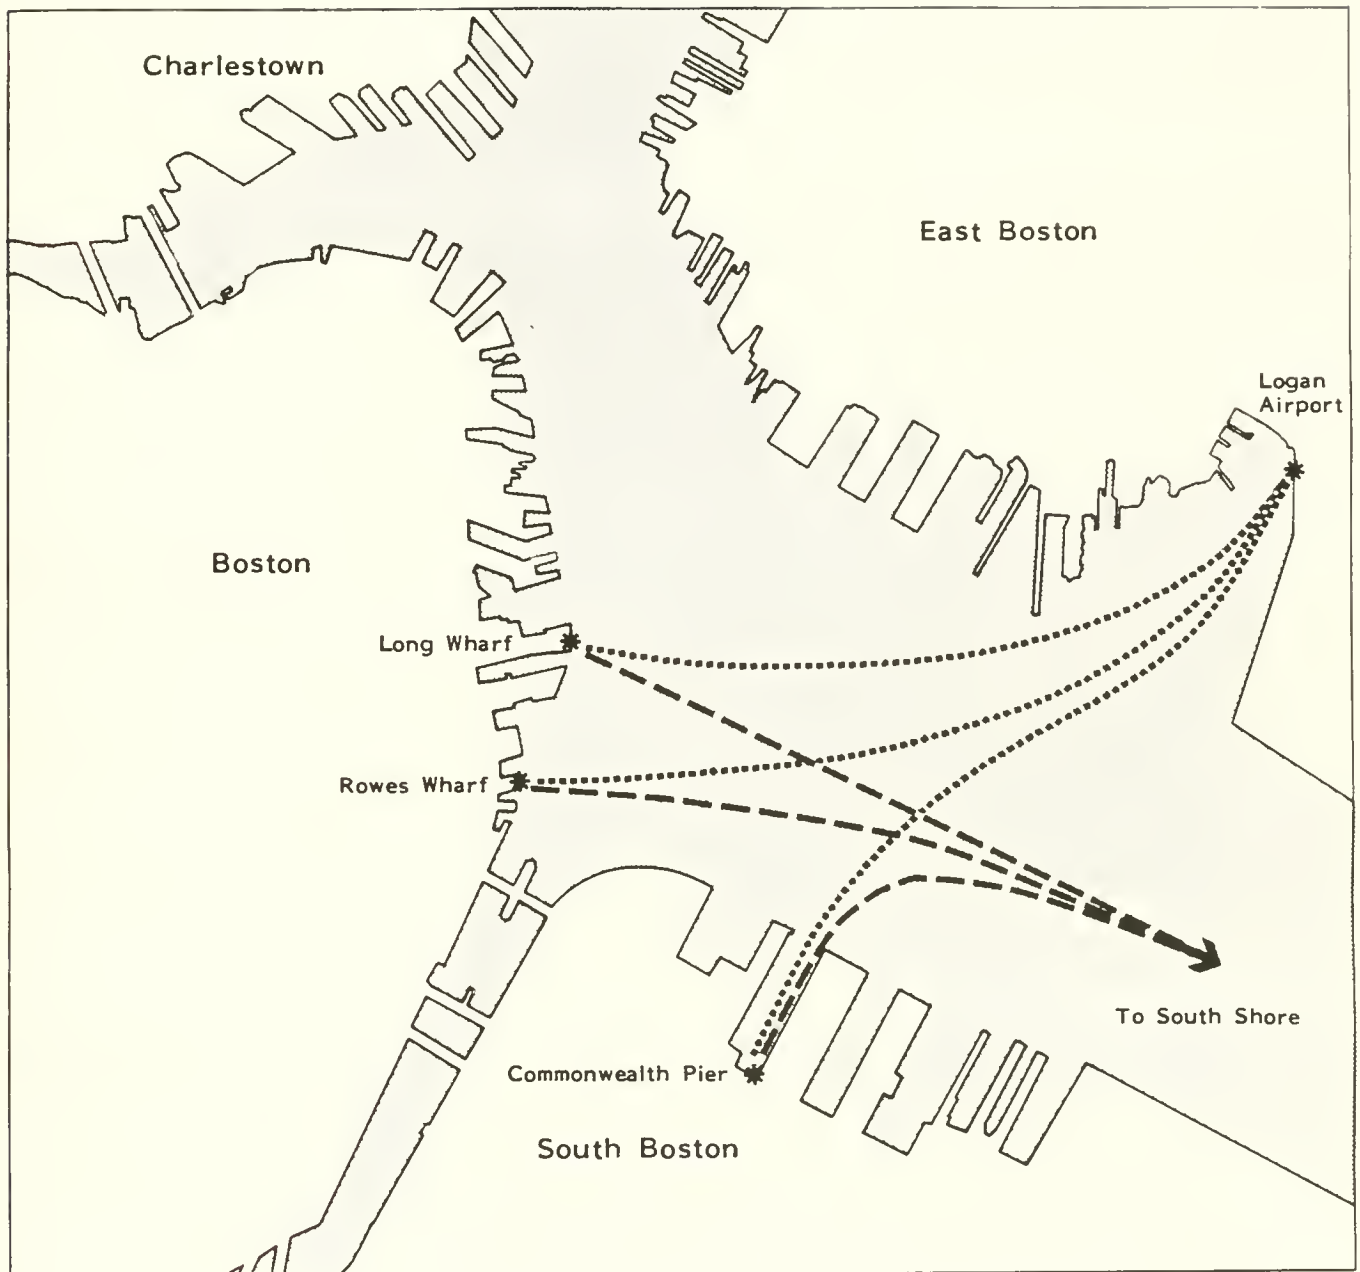 Charlestown
East Boston
Logan
Airport
Boston
Long Wharf
Rowes Wharf
To South Shore
Commonwealth Pier
South Boston